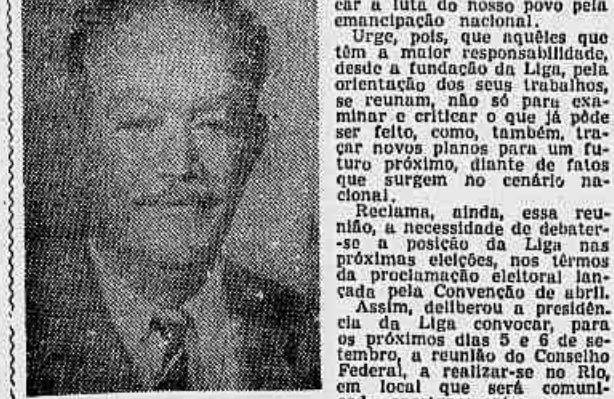 car a luta do nosso povo pela
emancipação nacional.
Urge, pois, que aquêles que
têm a maior responsabilidade,
desde a fundação da Liga, pela
orientação dos seus trabalhos,
se reunam, não só para exa-
minar e criticar o que já pôde
ser feito, como, também, tra-
çar novos planos para um fu-
turo próximo, diante de fatos
que surgem no cenário na-
cional.
Reclama, ainda, essa reu-
nião, a necessidade de debater-
-se a posição da Liga nas
próximas eleições, nos têrmos
da proclamação eleitoral lan-
çada pela Convenção de abril.
Assim, deliberou a presidên-
cia da Liga convocar, para
os próximos dias 5 e 6 de se-
tembro, a reunião do Conselho
Federal, a realizar-se no Rio,
em local que será comuni-